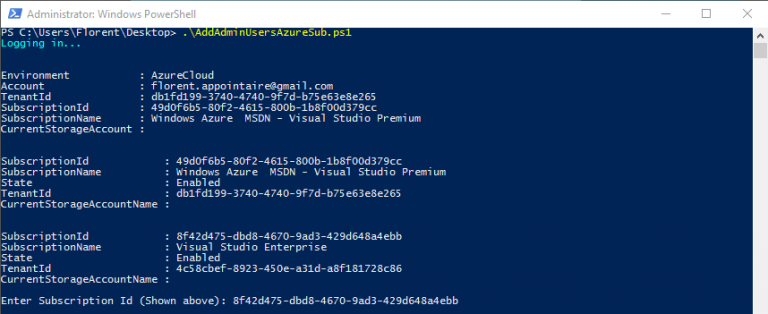 Administrator: Windows PowerShell
PS C:\Users\Florent\Desktop> .\AddAdminUsersAzureSub.ps1
Logging in...
Environment : AzureCloud
Account : florent.appointaire@gmail.com
TenantId : db1fd199-3740-4740-9f7d-b75e63e8e265
SubscriptionId : 49d0f6b5-80f2-4615-800b-1b8f00d379cc
SubscriptionName : Windows Azure  MSDN - Visual Studio Premium
CurrentStorageAccount :
SubscriptionId : 49d0f6b5-80f2-4615-800b-1b8f00d379cc
SubscriptionName : Windows Azure  MSDN - Visual Studio Premium
State : Enabled
TenantId : db1fd199-3740-4740-9f7d-b75e63e8e265
CurrentStorageAccountName :
SubscriptionId : 8f42d475-dbd8-4670-9ad3-429d648a4ebb
SubscriptionName : Visual Studio Enterprise
State : Enabled
TenantId : 4c58cbef-8923-450e-a31d-a8f181728c86
CurrentStorageAccountName :
Enter Subscription Id (Shown above): 8f42d475-dbd8-4670-9ad3-429d648a4ebb